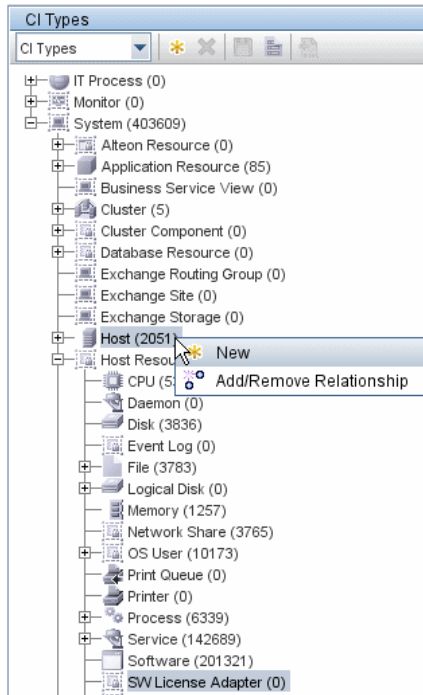 CI Types
CI Types
IT Process (0)
Monitor (0)
System (403609)
Alteon Resource (0)
Application Resource (85)
Business Service View (0)
Cluster (5)
Cluster Component (0)
Database Resource (0)
Exchange Routing Group (0)
Exchange Site (0)
Exchange Storage (0)
Host (2051)
New
Host Resou
Add/Remove Relationship
CPU (5
Daemon (0)
Disk (3836)
Event Log (0)
File (3783)
Logical Disk (0)
Memory (1257)
Network Share (3765)
OS User (10173)
Print Queue (0)
Printer (0)
Process (6339)
Service (142689)
Software (201321)
SW License Adapter (0)